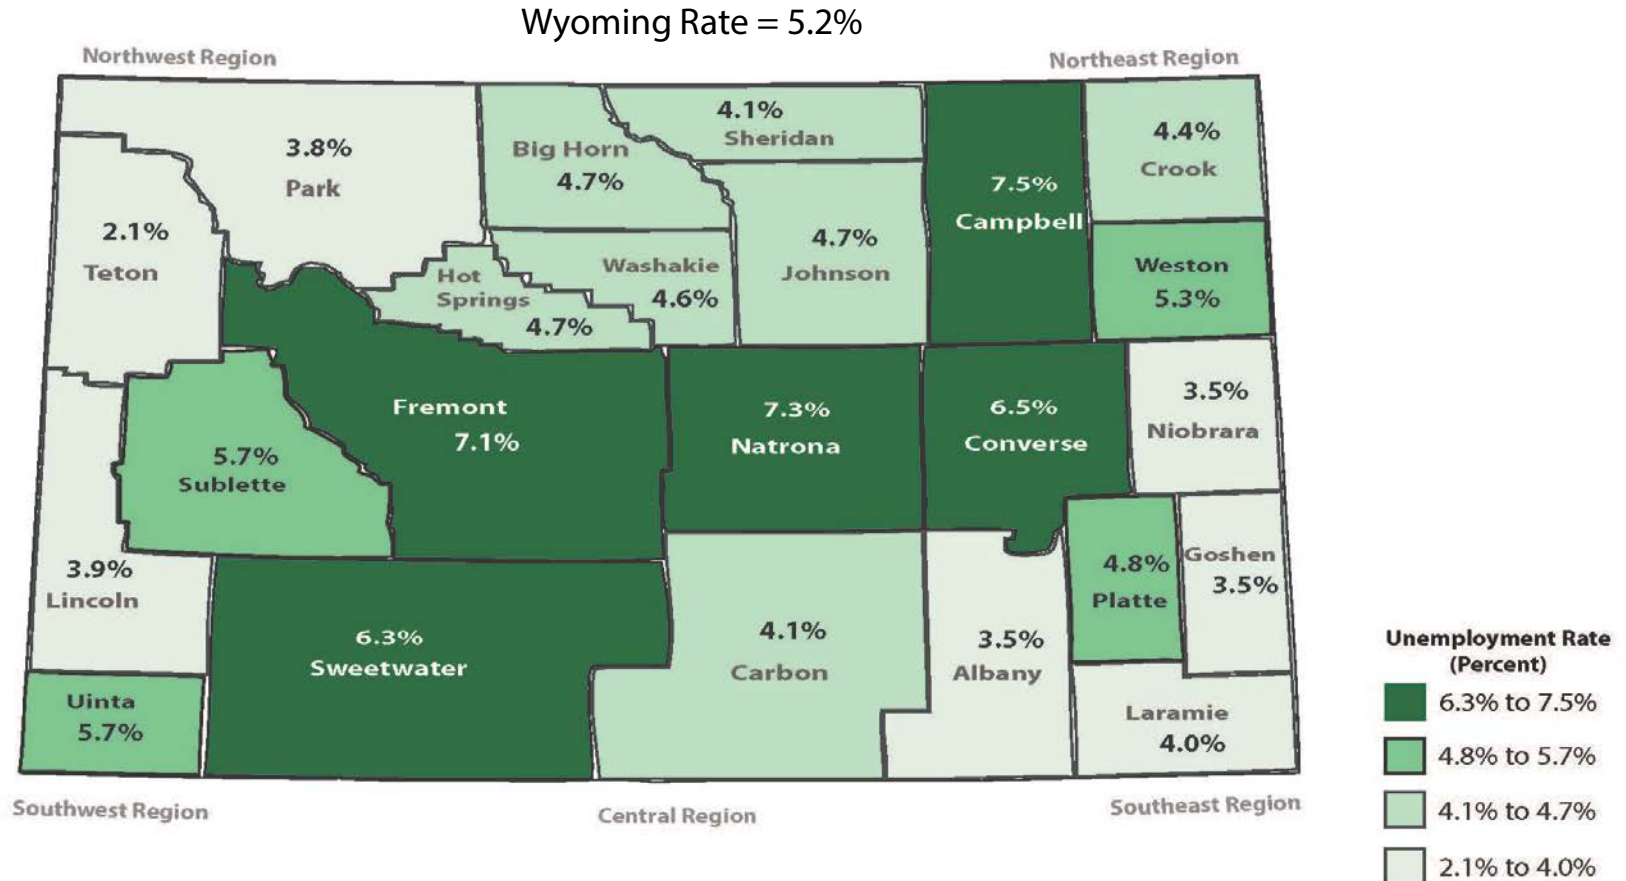 Wyoming Rate = 5.2%
Northwest Region
Northeast Region
3.8%
Park
2.1%
Teton
Big Horn
4.7%
4.1%
Sheridan
7.5%
Campbell
4.4%
Crook
Hot
Springs
4.7%
Washakie
4.6%
4.7%
Johnson
Weston
5.3%
Fremont
7.1%
7.3%
Natrona
6.5%
Converse
3.5%
Niobrara
5.7%
Sublette
3.9%
Lincoln
4.8%
Platte
Goshen
3.5%
6.3%
Sweetwater
4.1%
Carbon
3.5%
Albany
Uinta
5.7%
Laramie
4.0%
Southwest Region
Central Region
Southeast Region
Unemployment Rate
(Percent)
6.3% to 7.5%
4.8% to 5.7%
4.1% to 4.7%
2.1% to 4.0%